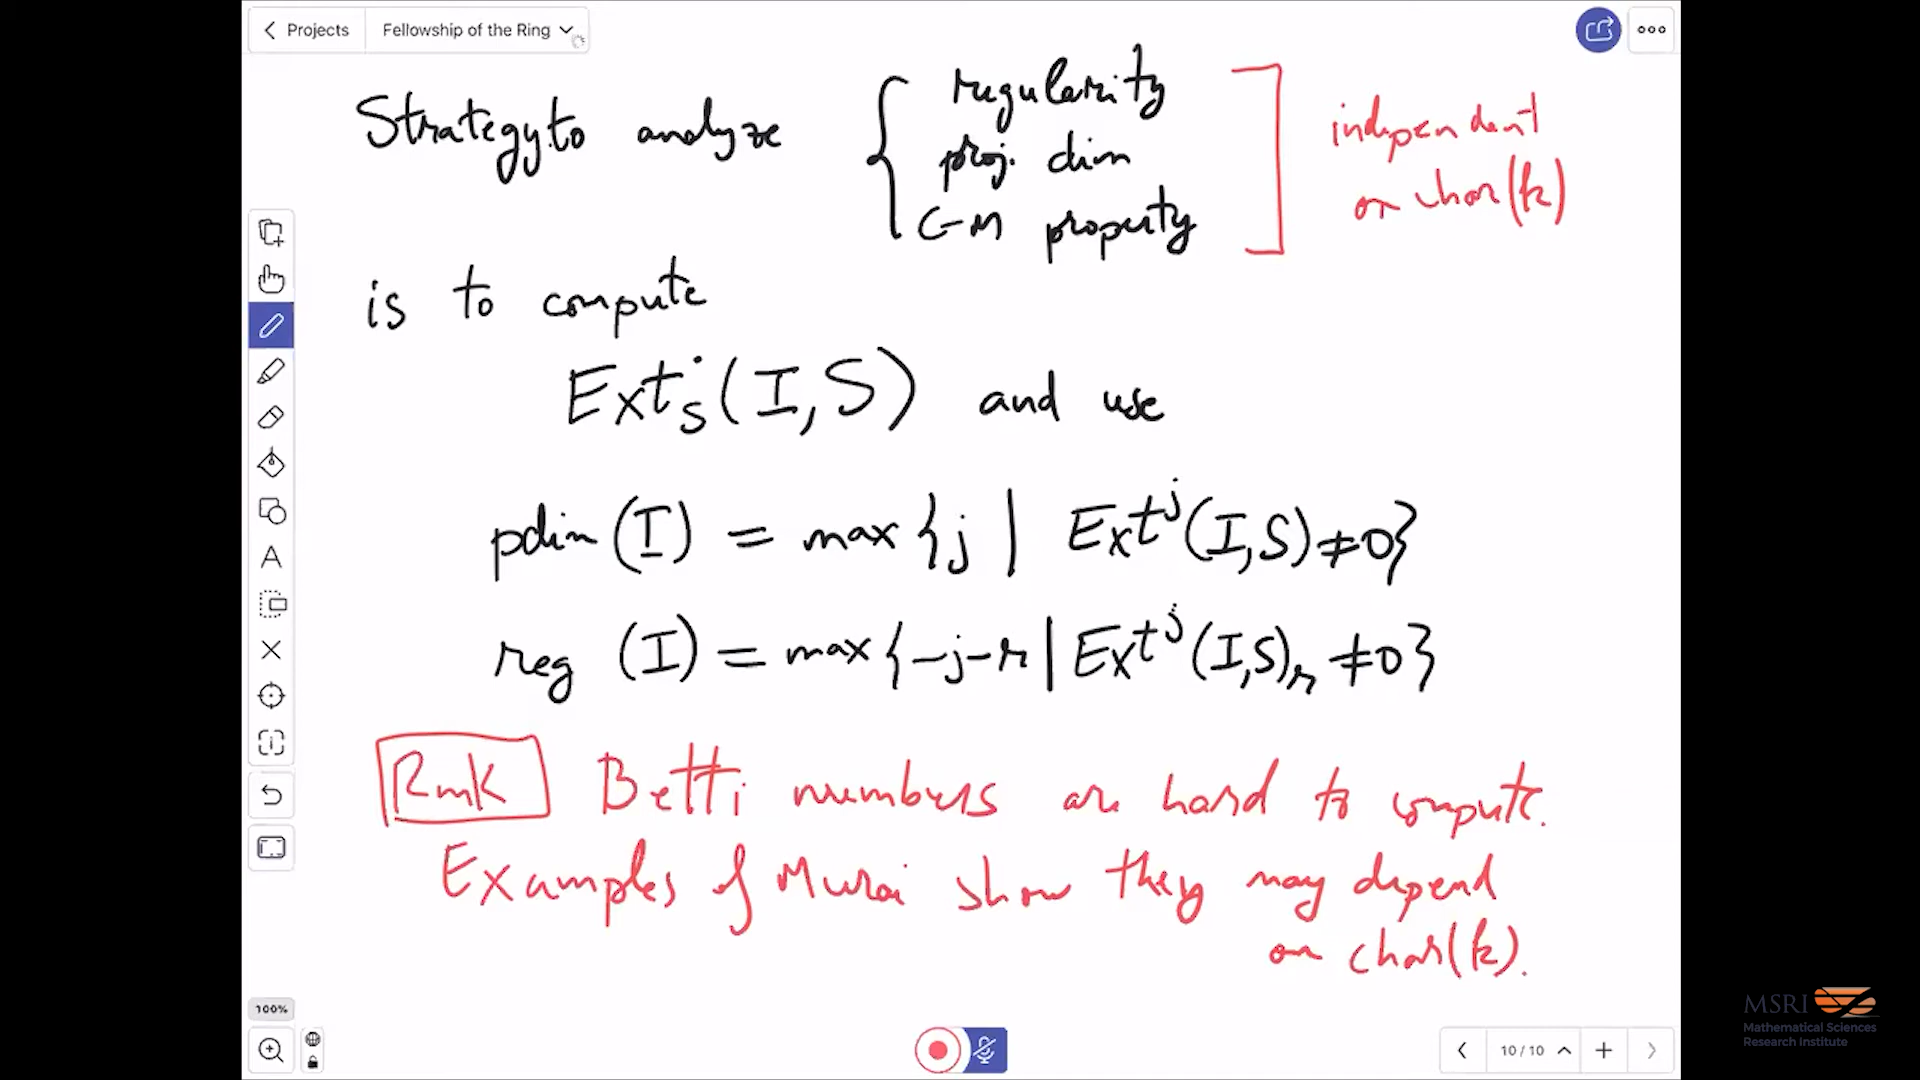 Projects
Fellowship of the Ring
Strategy to analyze { regularity
proj. dim
C-M property
independent
on char(k)
is to compute
Ext^•_S(I,S) and use
pdim(I) = max{j | Ext^j(I,S)≠0}
reg(I) = max{-j-r | Ext^j(I,S)_r ≠0}
Rmk Betti numbers are hard to compute.
Examples of Murai show they may depend
on char(k).
100%
10/10
MSRI
Mathematical Sciences
Research Institute